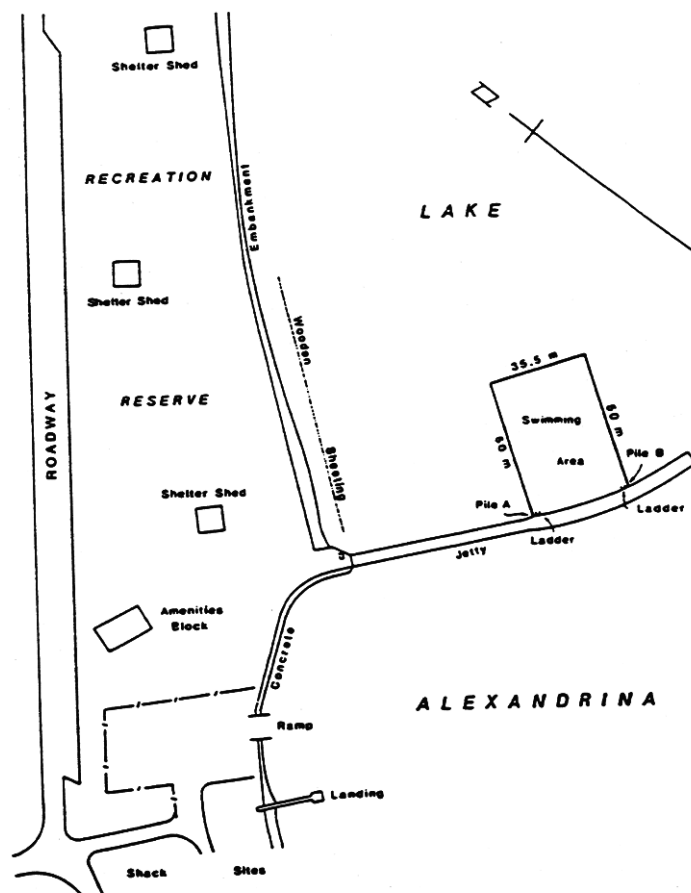 Shelter Shed
RECREATION
LAKE
Embankment
Shelter Shed
Wooden
Sheeting
35.5 m
Swimming
Area
60 m
60 m
RESERVE
ROADWAY
Pile B
Pile A
Shelter Shed
Ladder
Ladder
Jetty
Amenities
Block
Concrete
ALEXANDRINA
Ramp
Landing
Shack
Sites